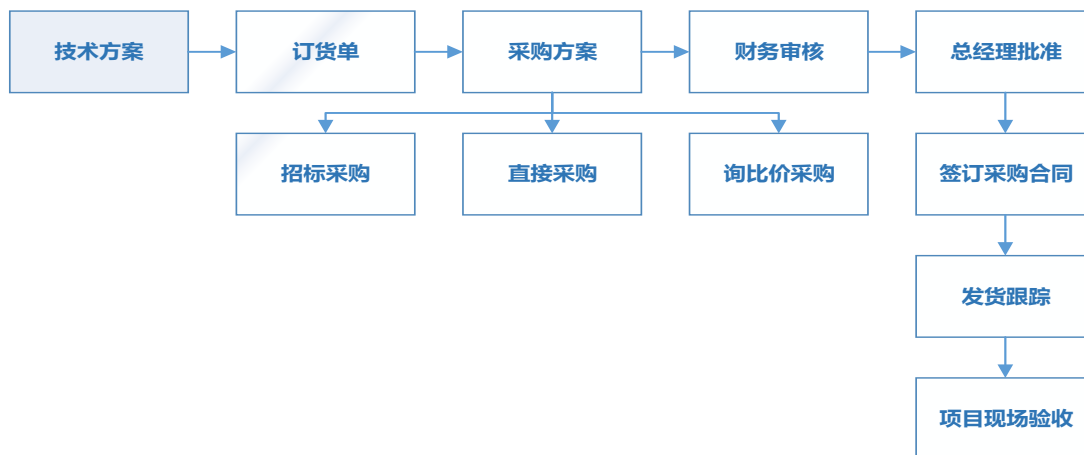 技术方案
订货单
采购方案
财务审核
总经理批准
招标采购
直接采购
询比价采购
签订采购合同
发货跟踪
项目现场验收